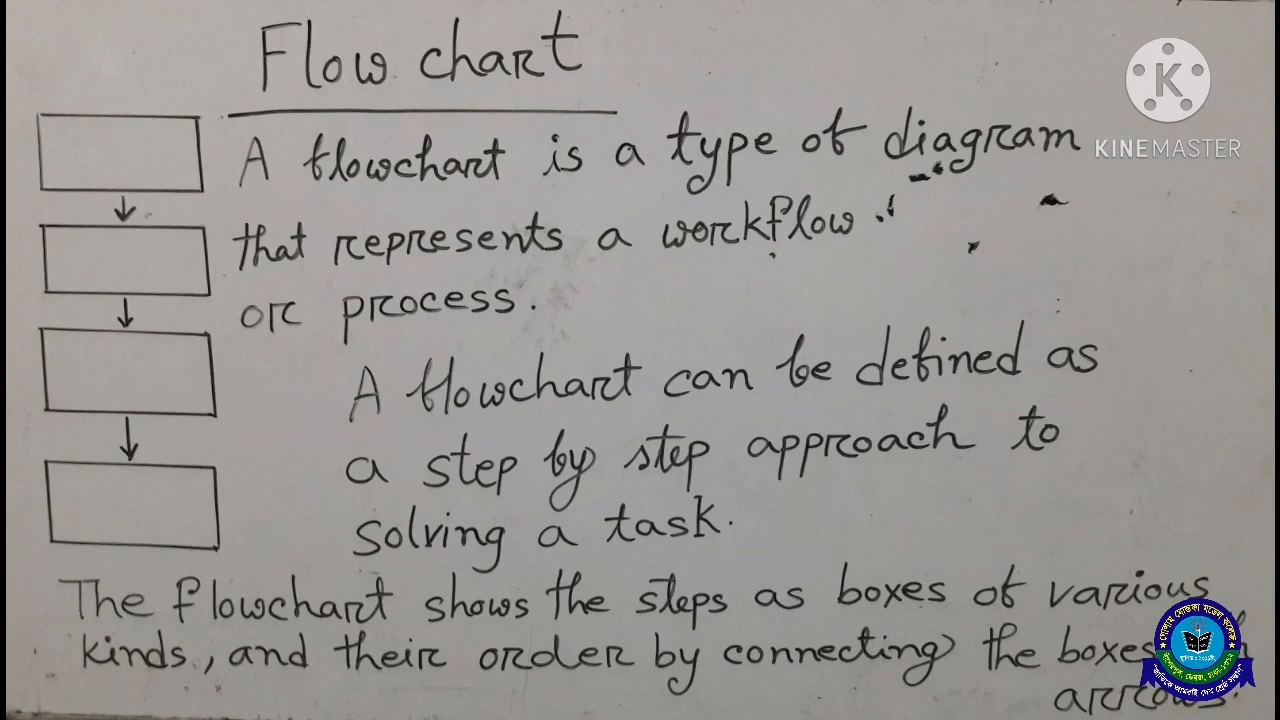 Flow chart
A flowchart is a type of diagram
that represents a workflow
or process.
A flowchart can be defined as
a step by step approach to
solving a task.
The flowchart shows the steps as boxes of various
kinds, and their order by connecting the boxes
arrows.
K
KINEMASTER